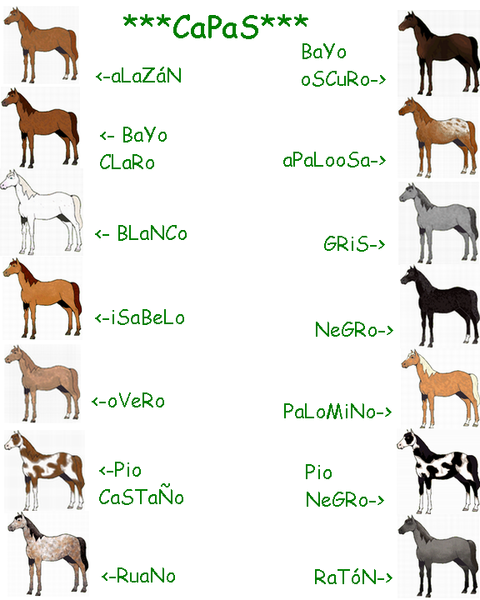 ***CaPaS***
<-aLaZáN
BaYo
oSCuRo->
<- BaYo
CLaRo
aPaLooSa->
<- BLaNCo
GRiS->
<-iSaBeLo
NeGRo->
<-oVeRo
PaLoMiNo->
<-Pio
CaSTaÑo
Pio
NeGRo->
<-RuaNo
RaTóN->